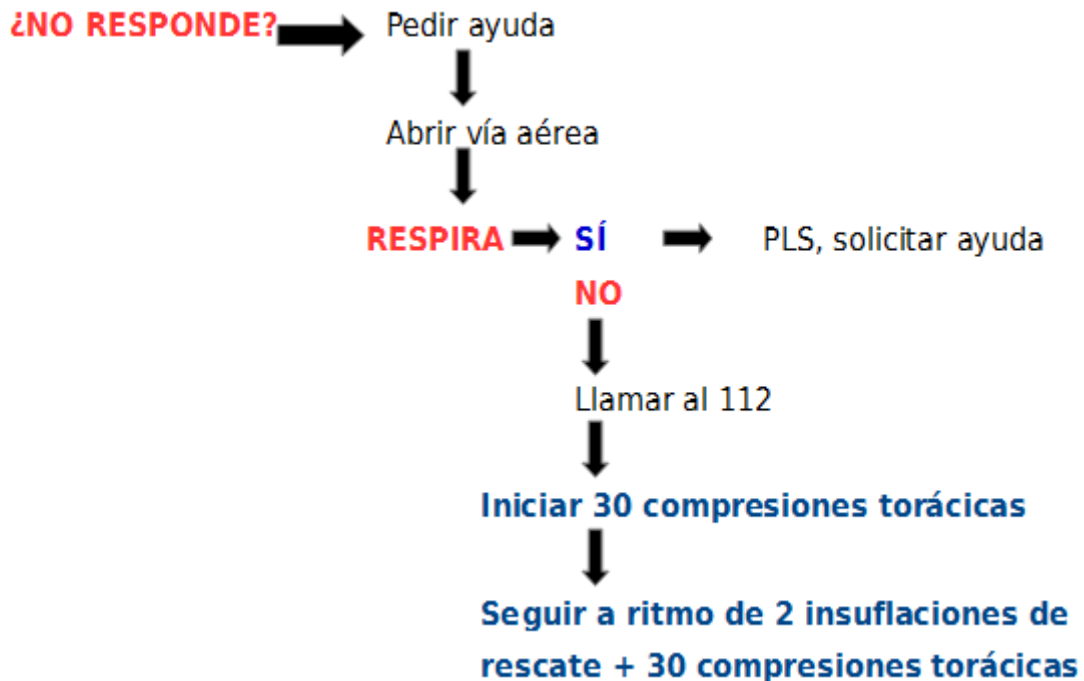 ¿NO RESPONDE? Pedir ayuda
Abrir vía aérea
RESPIRA SÍ PLS, solicitar ayuda
NO
Llamar al 112
Iniciar 30 compresiones torácicas
Seguir a ritmo de 2 insuflaciones de
rescate + 30 compresiones torácicas